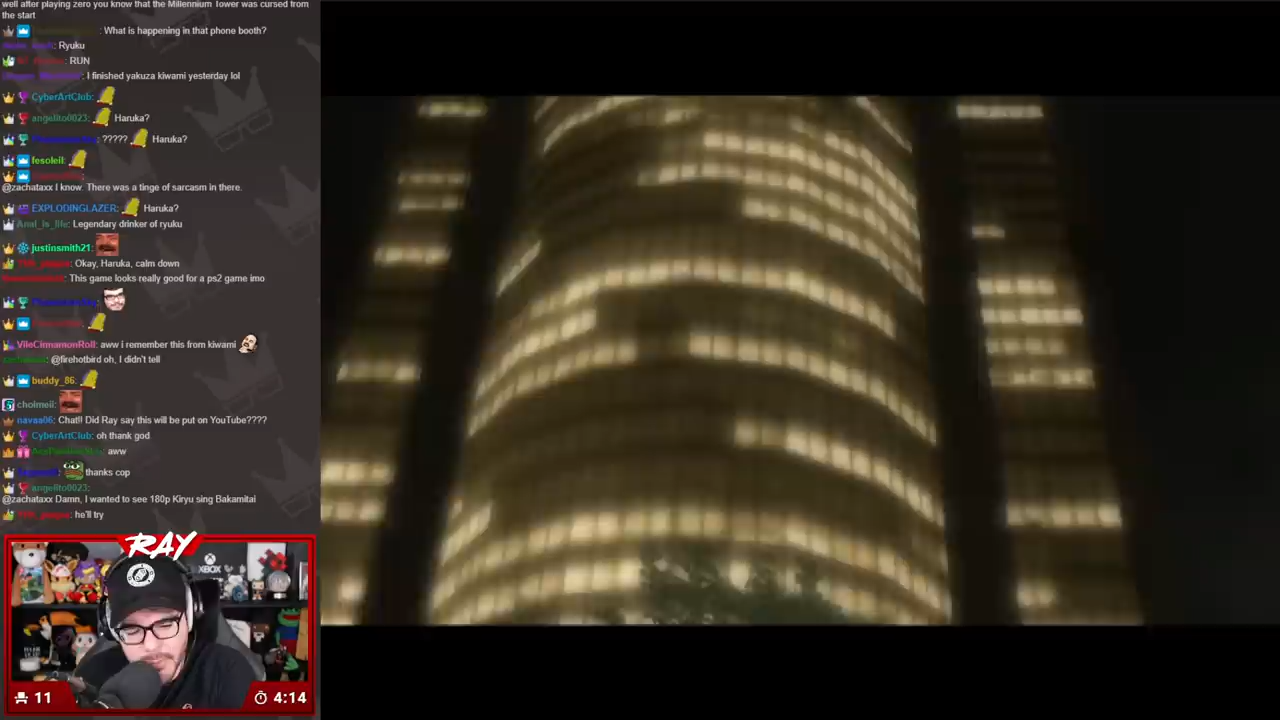 well after playing zero you know that the Millennium Tower was cursed from
the start
: What is happening in that phone booth?
: Ryuku
: RUN
: I finished yakuza kiwami yesterday lol
CyberArtClub:
angelito0023: Haruka?
: ????? Haruka?
fesoleil:
@zachataxx I know. There was a tinge of sarcasm in there.
EXPLODINGLAZER: Haruka?
Anal_is_life: Legendary drinker of ryuku
justinsmith21:
: Okay, Haruka, calm down
: This game looks really good for a ps2 game imo
VileCinnamonRoll: aww i remember this from kiwami
: @firehotbird oh, I didn't tell
buddy_86:
cholmeii:
navaa06: Chat!! Did Ray say this will be put on YouTube????
CyberArtClub: oh thank god
: aww
: thanks cop
angelito0023:
@zachataxx Damn, I wanted to see 180p Kiryu sing Bakamitai
: he'll try
RAY
XBOX
11
4:14